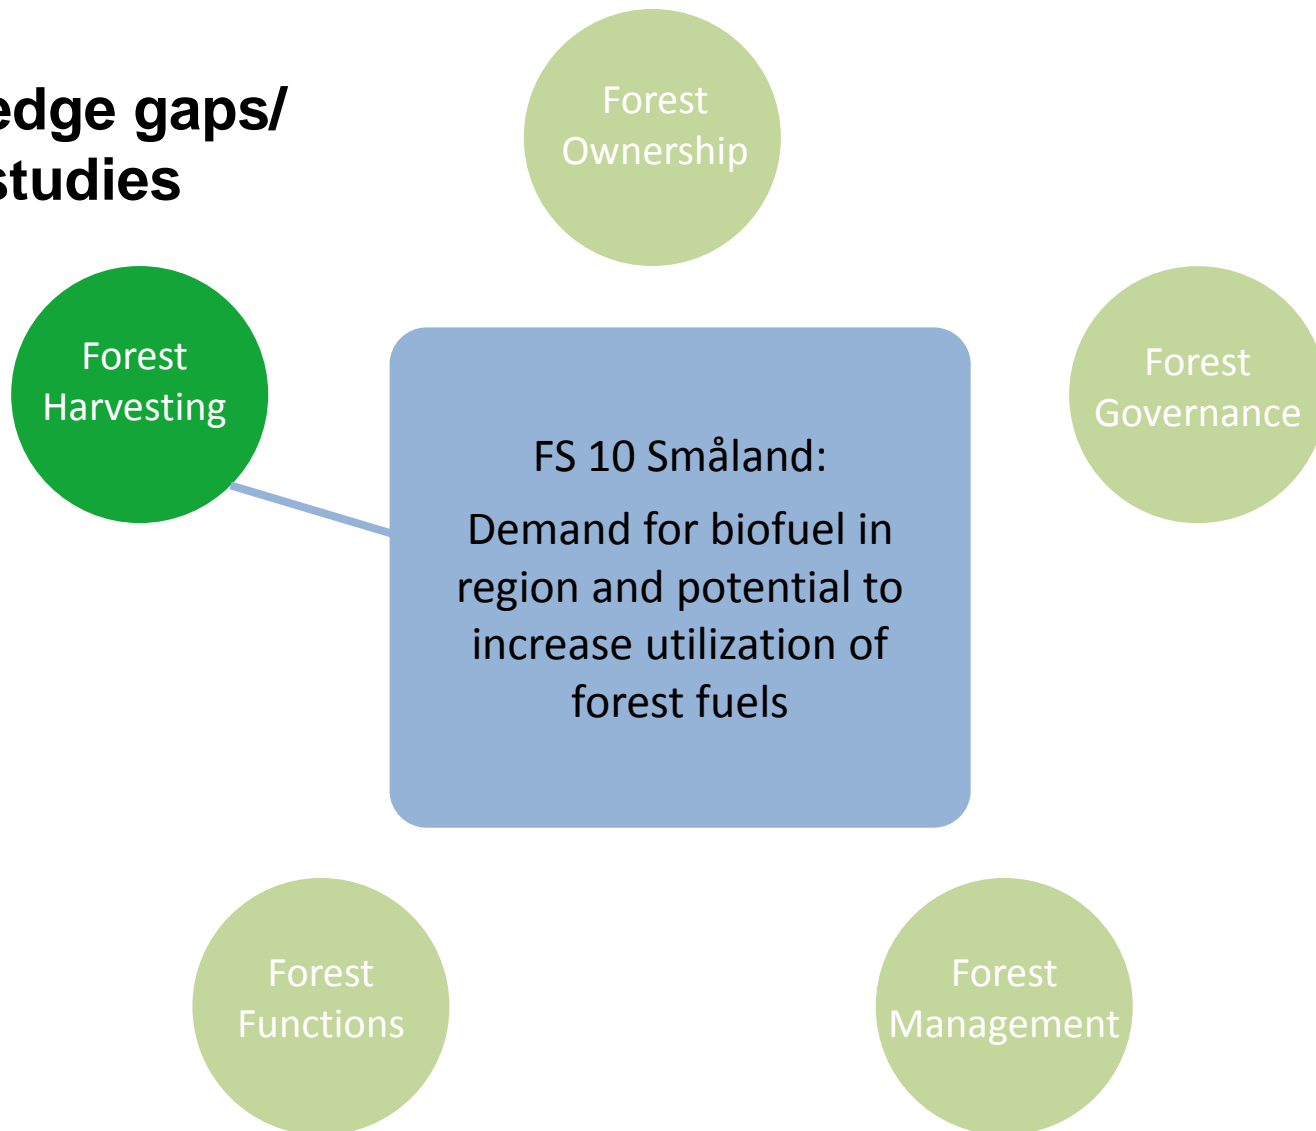 edge gaps/
studies
Forest
Ownership
Forest
Harvesting
Forest
Governance
FS 10 Småland:
Demand for biofuel in
region and potential to
increase utilization of
forest fuels
Forest
Functions
Forest
Management